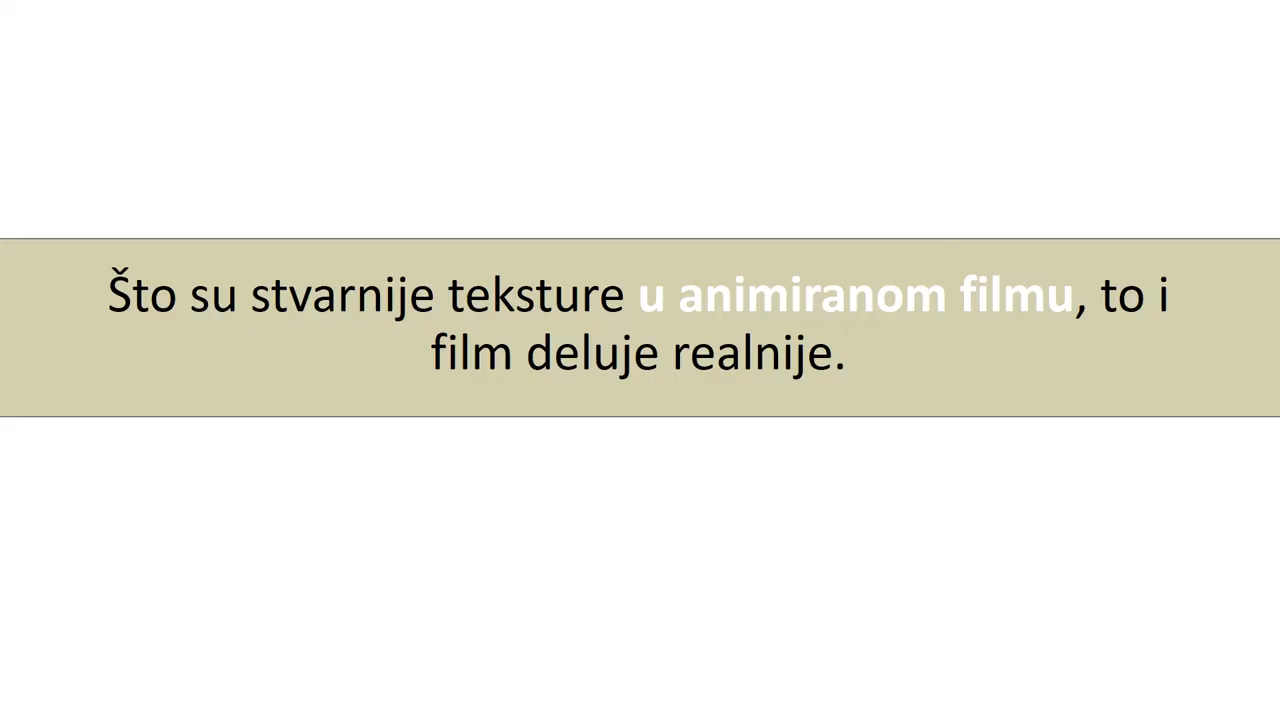 Što su stvarnije teksture u animiranom filmu, to i
film deluje realnije.